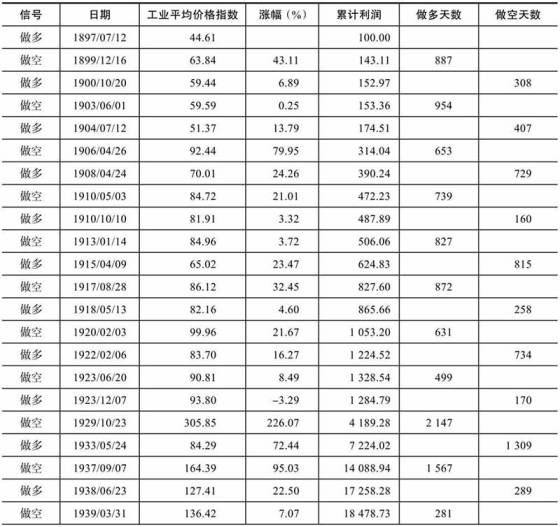 信号 日期 工业平均价格指数 涨幅（%） 累计利润 做多天数 做空天数
做多 1897/07/12 44.61 100.00
做空 1899/12/16 63.84 43.11 143.11 887
做多 1900/10/20 59.44 6.89 152.97 308
做空 1903/06/01 59.59 0.25 153.36 954
做多 1904/07/12 51.37 13.79 174.51 407
做空 1906/04/26 92.44 79.95 314.04 653
做多 1908/04/24 70.01 24.26 390.24 729
做空 1910/05/03 84.72 21.01 472.23 739
做多 1910/10/10 81.91 3.32 487.89 160
做空 1913/01/14 84.96 3.72 506.06 827
做多 1915/04/09 65.02 23.47 624.83 815
做空 1917/08/28 86.12 32.45 827.60 872
做多 1918/05/13 82.16 4.60 865.66 258
做空 1920/02/03 99.96 21.67 1 053.20 631
做多 1922/02/06 83.70 16.27 1 224.52 734
做空 1923/06/20 90.81 8.49 1 328.54 499
做多 1923/12/07 93.80 -3.29 1 284.79 170
做空 1929/10/23 305.85 226.07 4 189.28 2 147
做多 1933/05/24 84.29 72.44 7 224.02 1 309
做空 1937/09/07 164.39 95.03 14 088.94 1 567
做多 1938/06/23 127.41 22.50 17 258.28 289
做空 1939/03/31 136.42 7.07 18 478.73 281